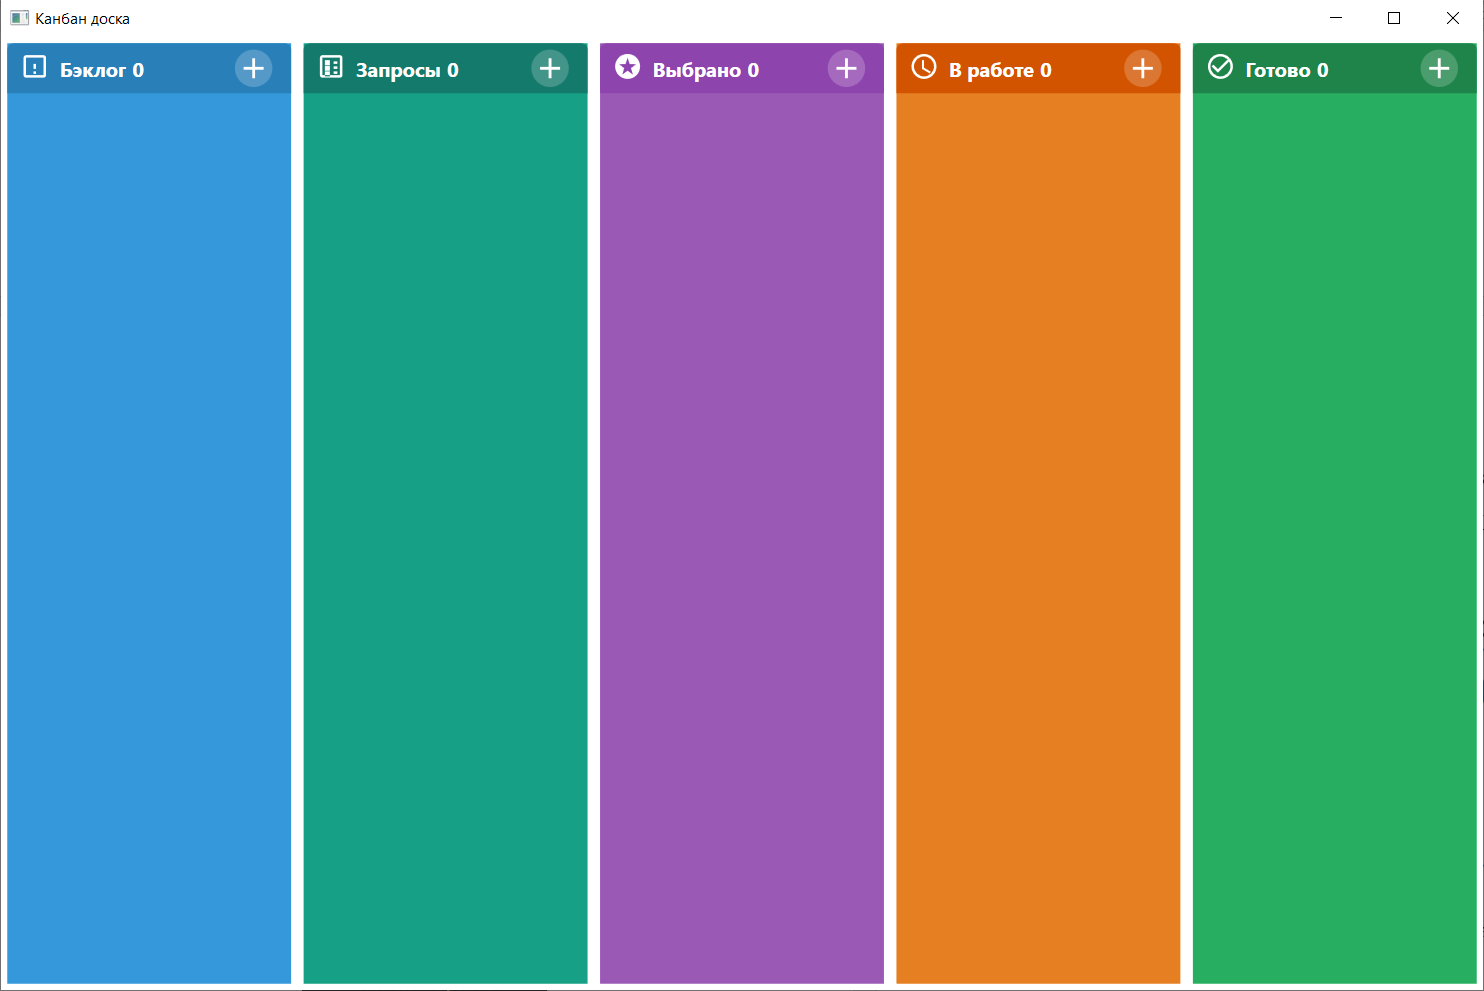 Канбан доска
Бэклог 0
Запросы 0
Выбрано 0
В работе 0
Готово 0